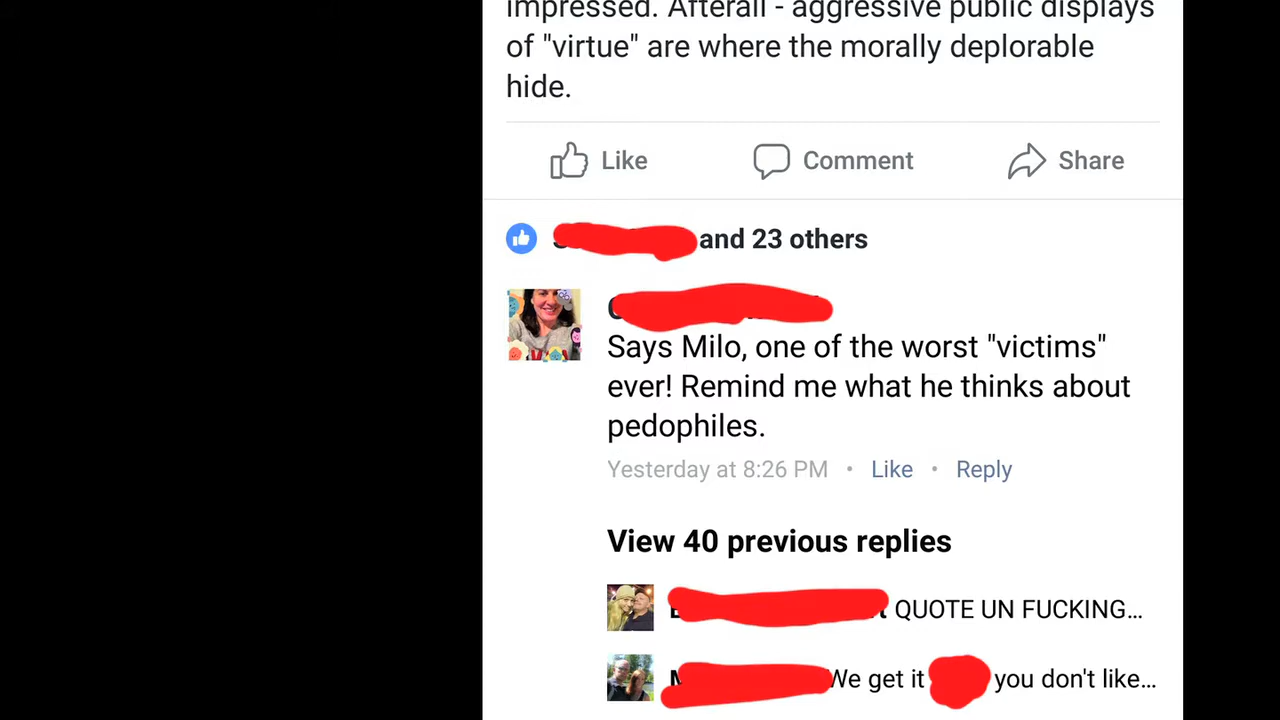 impressed. Afterall - aggressive public displays
of "virtue" are where the morally deplorable
hide.
Like Comment Share
and 23 others
Says Milo, one of the worst "victims"
ever! Remind me what he thinks about
pedophiles.
Yesterday at 8:26 PM • Like • Reply
View 40 previous replies
QUOTE UN FUCKING...
We get it you don't like...